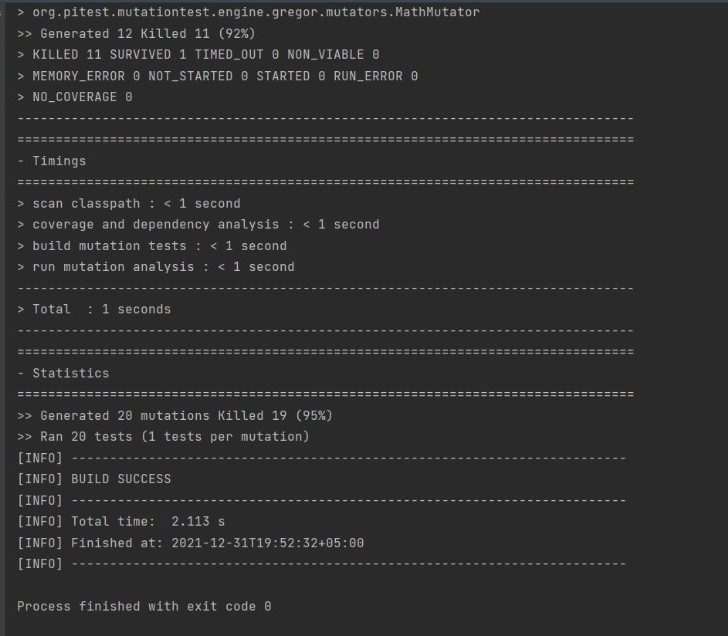 > org.pitest.mutationtest.engine.gregor.mutators.MathMutator
>> Generated 12 Killed 11 (92%)
> KILLED 11 SURVIVED 1 TIMED_OUT 0 NON_VIABLE 0
> MEMORY_ERROR 0 NOT_STARTED 0 STARTED 0 RUN_ERROR 0
> NO_COVERAGE 0
--------------------------------------------------------------------------------
================================================================================
- Timings
================================================================================
> scan classpath : < 1 second
> coverage and dependency analysis : < 1 second
> build mutation tests : < 1 second
> run mutation analysis : < 1 second
--------------------------------------------------------------------------------
> Total  : 1 seconds
--------------------------------------------------------------------------------
================================================================================
- Statistics
================================================================================
>> Generated 20 mutations Killed 19 (95%)
>> Ran 20 tests (1 tests per mutation)
[INFO] ------------------------------------------------------------------------
[INFO] BUILD SUCCESS
[INFO] ------------------------------------------------------------------------
[INFO] Total time:  2.113 s
[INFO] Finished at: 2021-12-31T19:52:32+05:00
[INFO] ------------------------------------------------------------------------
Process finished with exit code 0